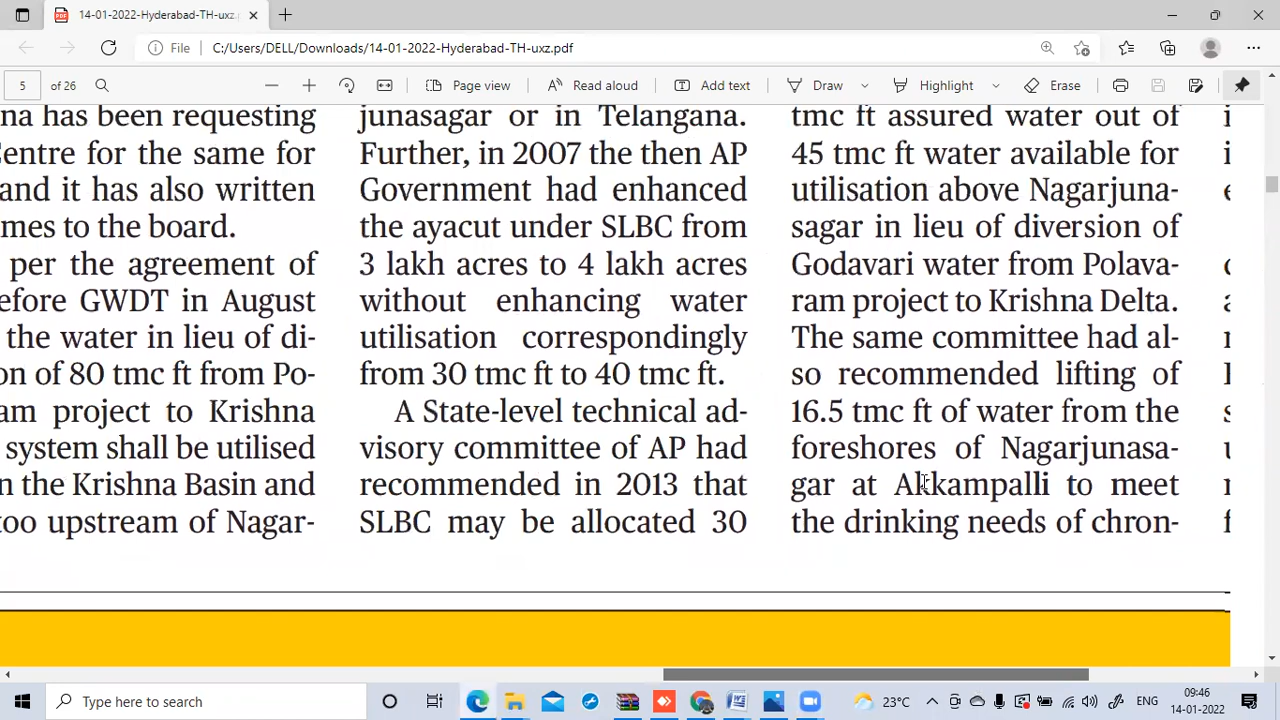 14-01-2022-Hyderabad-TH-uxz.p
File
C:/Users/DELL/Downloads/14-01-2022-Hyderabad-TH-uxz.pdf
5 of 26
Page view
Read aloud
Add text
Draw
Highlight
Erase
na has been requesting
Centre for the same for
and it has also written
mes to the board.
per the agreement of
efore GWDT in August
the water in lieu of di-
on of 80 tmc ft from Po-
am project to Krishna
system shall be utilised
n the Krishna Basin and
too upstream of Nagar-
junasagar or in Telangana.
Further, in 2007 the then AP
Government had enhanced
the ayacut under SLBC from
3 lakh acres to 4 lakh acres
without enhancing water
utilisation correspondingly
from 30 tmc ft to 40 tmc ft.
A State-level technical ad-
visory committee of AP had
recommended in 2013 that
SLBC may be allocated 30
tmc ft assured water out of
45 tmc ft water available for
utilisation above Nagarjuna-
sagar in lieu of diversion of
Godavari water from Polava-
ram project to Krishna Delta.
The same committee had al-
so recommended lifting of
16.5 tmc ft of water from the
foreshores of Nagarjunasa-
gar at Akkampalli to meet
the drinking needs of chron-
Type here to search
23°C
ENG
09:46
14-01-2022